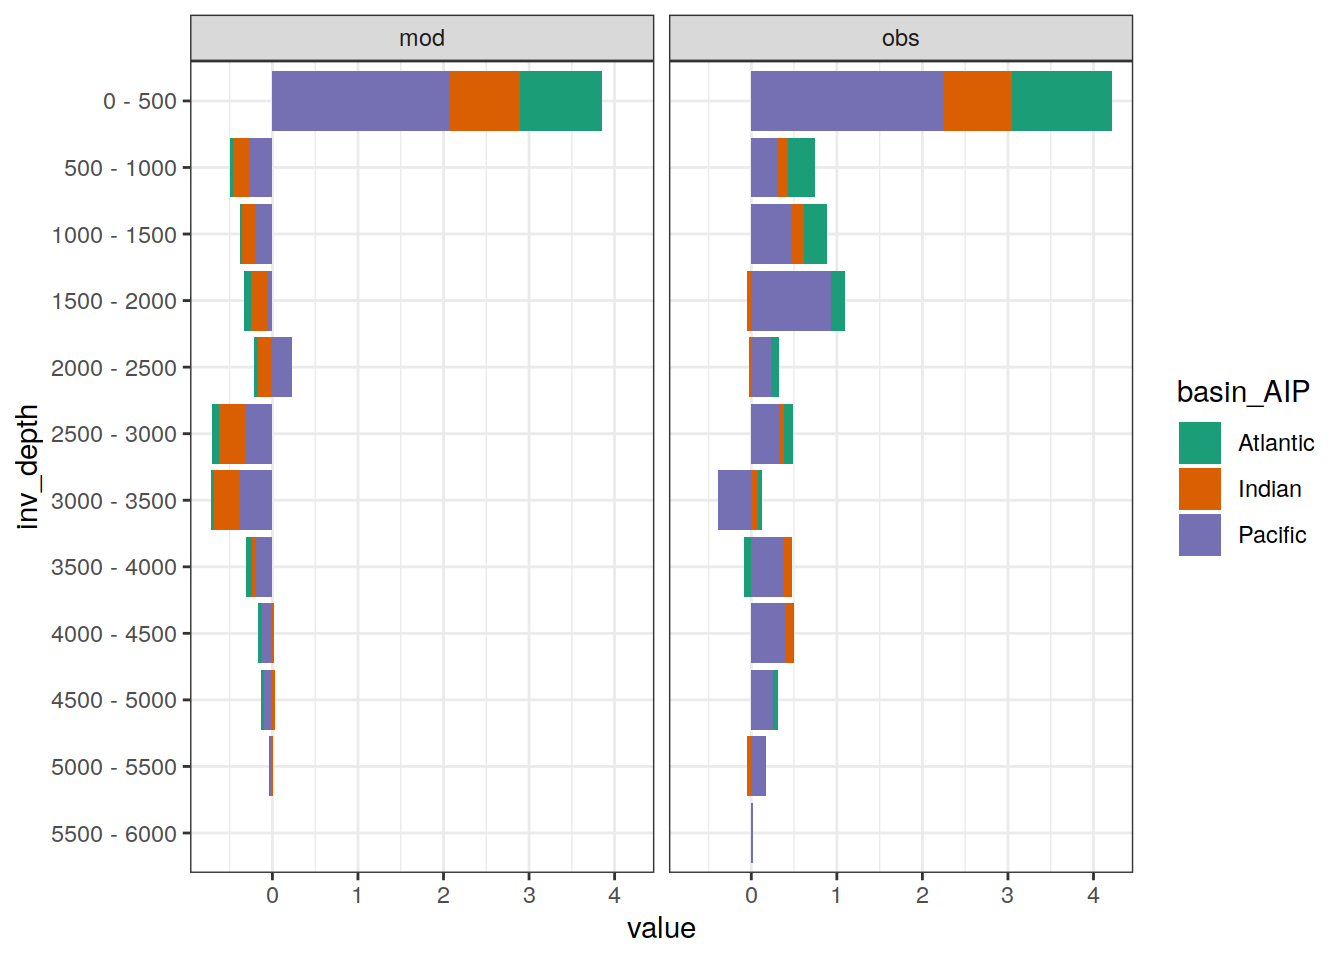 mod
obs
0 - 500
500 - 1000
1000 - 1500
1500 - 2000
2000 - 2500
2500 - 3000
3000 - 3500
3500 - 4000
4000 - 4500
4500 - 5000
5000 - 5500
5500 - 6000
inv_depth
0 1 2 3 4
0 1 2 3 4
value
basin_AIP
Atlantic
Indian
Pacific